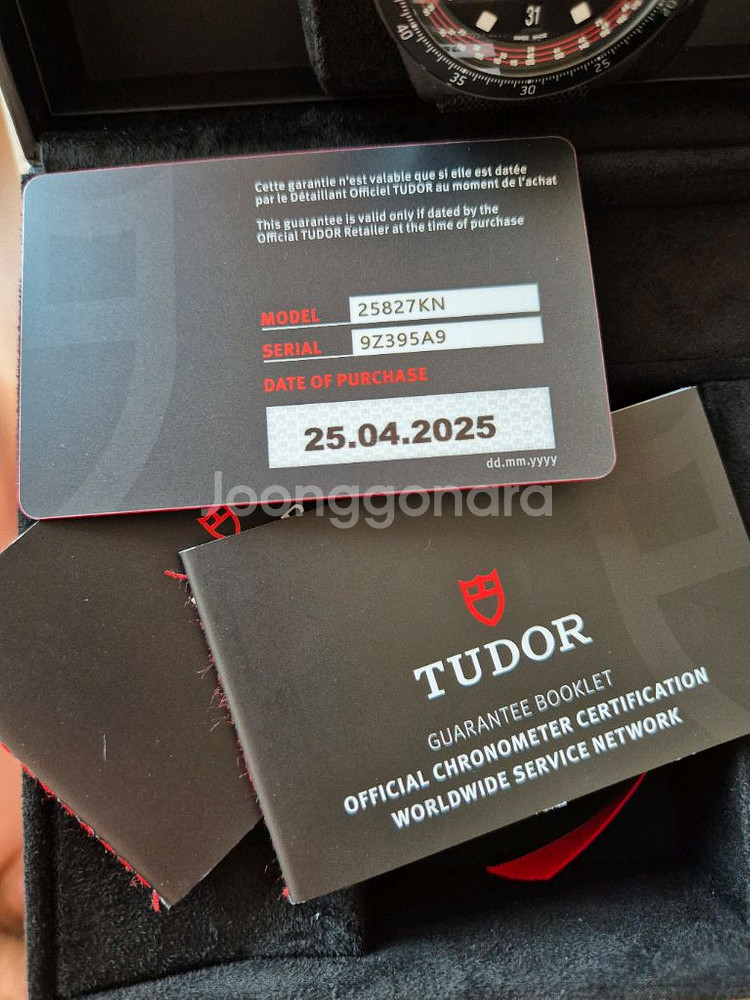 31
40
35
30
25
20
Cette garantie n'est valable que si elle est datée
par le Détaillant Officiel TUDOR au moment de l'achat
This guarantee is valid only if dated by the
Official TUDOR Retailer at the time of purchase
MODEL 25827KN
SERIAL 9Z395A9
DATE OF PURCHASE
25.04.2025
dd.mm.yyyy
Joonggonara
TUDOR
GUARANTEE BOOKLET
OFFICIAL CHRONOMETER CERTIFICATION
WORLDWIDE SERVICE NETWORK